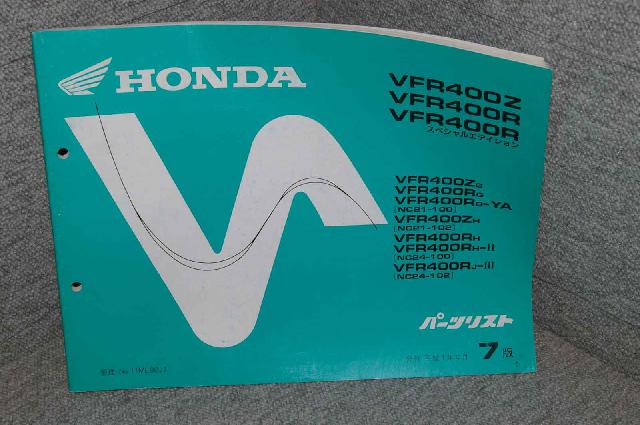 HONDA
VFR400Z
VFR400R
VFR400R
スペシャルエディション
VFR400ZG
VFR400RG
VFR400RG-YA
(NC21-100)
VFR400ZH
(NC21-102)
VFR400RH
VFR400RH-II
(NC24-100)
VFR400RJ-III
(NC24-102)
パーツリスト
7版